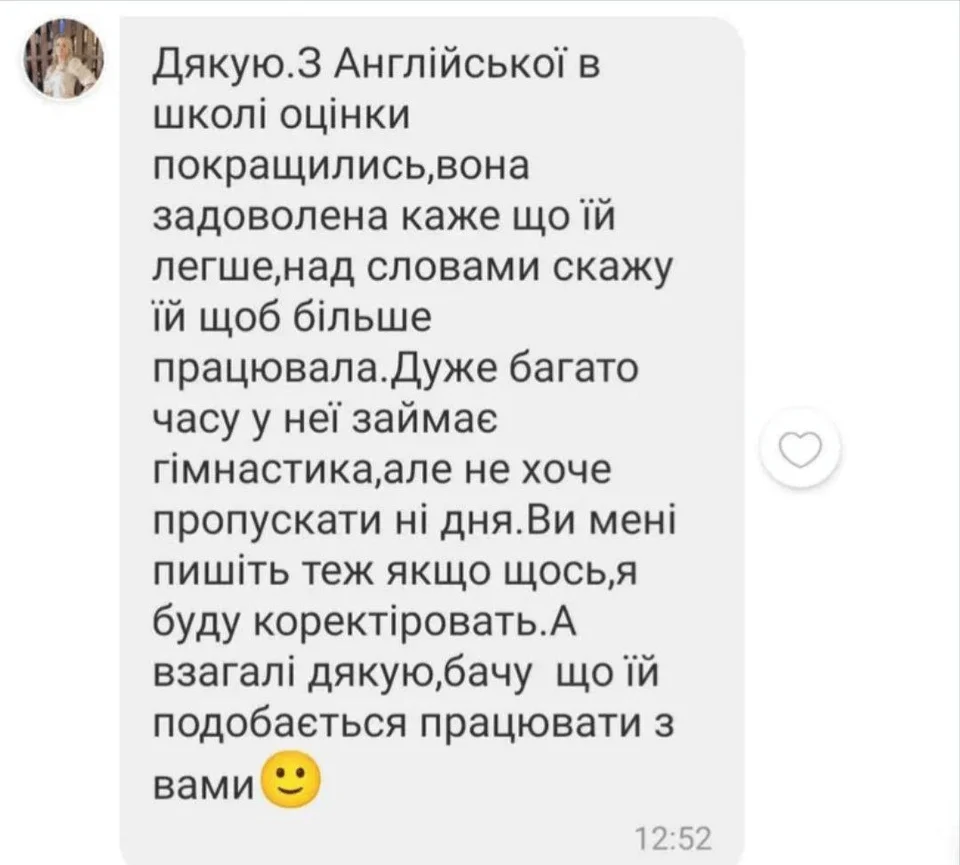 Дякую.З Англійської в
школі оцінки
покращились,вона
задоволена каже що їй
легше,над словами скажу
їй щоб більше
працювала.Дуже багато
часу у неї займає
гімнастика,але не хоче
пропускати ні дня.Ви мені
пишіть теж якщо щось,я
буду коректіровать.А
взагалі дякую,бачу  що їй
подобається працювати з
вами🙂
12:52